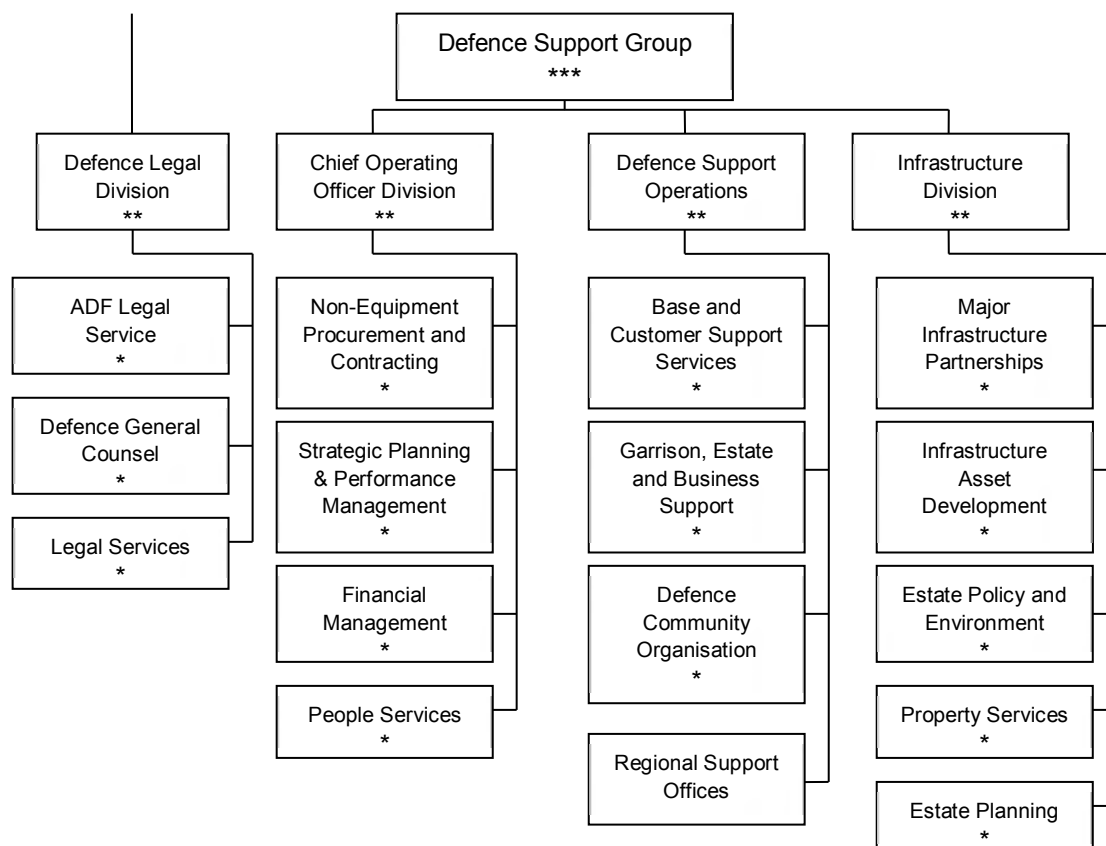 Defence Support Group
***
Defence Legal
Division
**
ADF Legal
Service
*
Defence General
Counsel
*
Legal Services
*
Chief Operating
Officer Division
**
Non-Equipment
Procurement and
Contracting
*
Strategic Planning
& Performance
Management
*
Financial
Management
*
People Services
*
Defence Support
Operations
**
Base and
Customer Support
Services
*
Garrison, Estate
and Business
Support
*
Defence
Community
Organisation
*
Regional Support
Offices
Infrastructure
Division
**
Major
Infrastructure
Partnerships
*
Infrastructure
Asset
Development
*
Estate Policy and
Environment
*
Property Services
*
Estate Planning
*